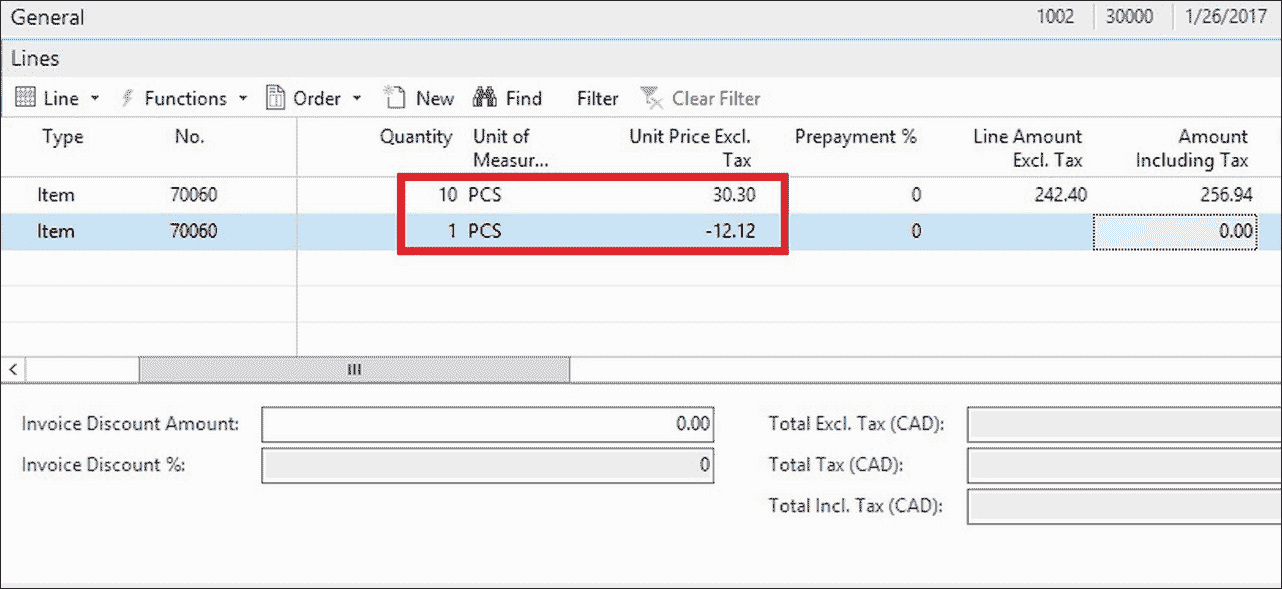 General 1002 30000 1/26/2017
Lines
Line Functions Order New Find Filter Clear Filter
Type No. Quantity Unit of Measur... Unit Price Excl. Tax Prepayment % Line Amount Excl. Tax Amount Including Tax
Item 70060 10 PCS 30.30 0 242.40 256.94
Item 70060 1 PCS -12.12 0 0.00
Invoice Discount Amount: 0.00 Total Excl. Tax (CAD):
Invoice Discount %: 0 Total Tax (CAD):
Total Incl. Tax (CAD):